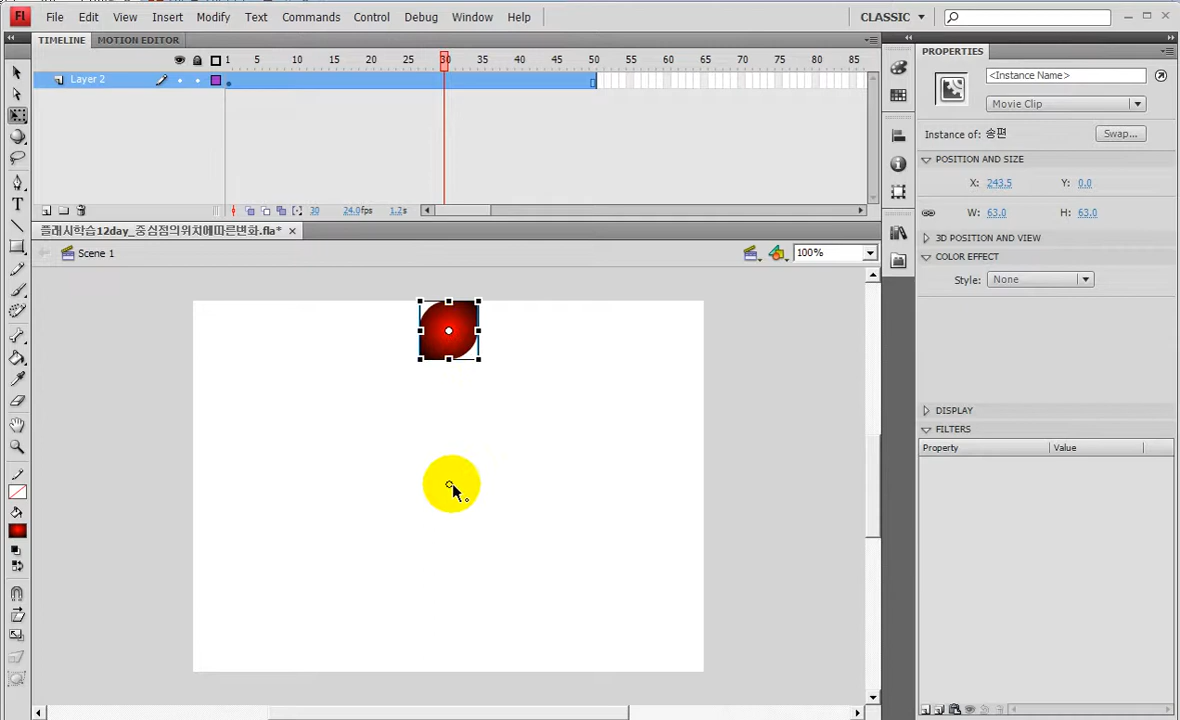 Fl File Edit View Insert Modify Text Commands Control Debug Window Help CLASSIC
TIMELINE MOTION EDITOR
PROPERTIES
1 5 10 15 20 25 30 35 40 45 50 55 60 65 70 75 80 85
<Instance Name>
Layer 2
Movie Clip
Instance of: 송편 Swap...
POSITION AND SIZE
X: 243.5 Y: 0.0
30 24.0fps 1.2s
W: 63.0 H: 63.0
플래시학습12day_중심점의위치에따른변화.fla*
3D POSITION AND VIEW
Scene 1 100%
COLOR EFFECT
Style: None
DISPLAY
FILTERS
Property Value